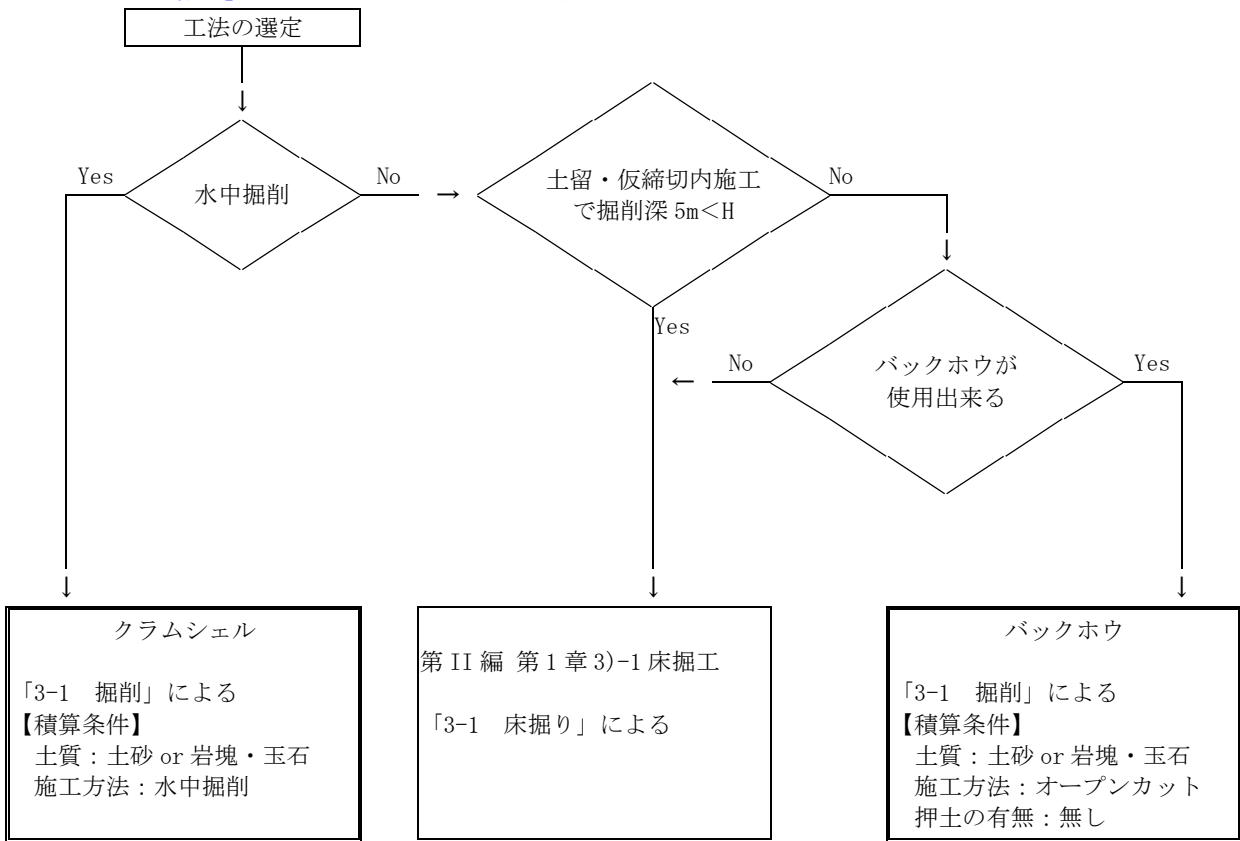 工法の選定
↓
Yes
水中掘削
No
→
土留・仮締切内施工
で掘削深 5m＜H
No
↓
Yes
←
No
バックホウが
使用出来る
Yes
↓
↓
↓
クラムシェル
「3-1 掘削」による
【積算条件】
土質：土砂 or 岩塊・玉石
施工方法：水中掘削
第 II 編 第 1 章 3)-1 床掘工
「3-1 床掘り」による
バックホウ
「3-1 掘削」による
【積算条件】
土質：土砂 or 岩塊・玉石
施工方法：オープンカット
押土の有無：無し